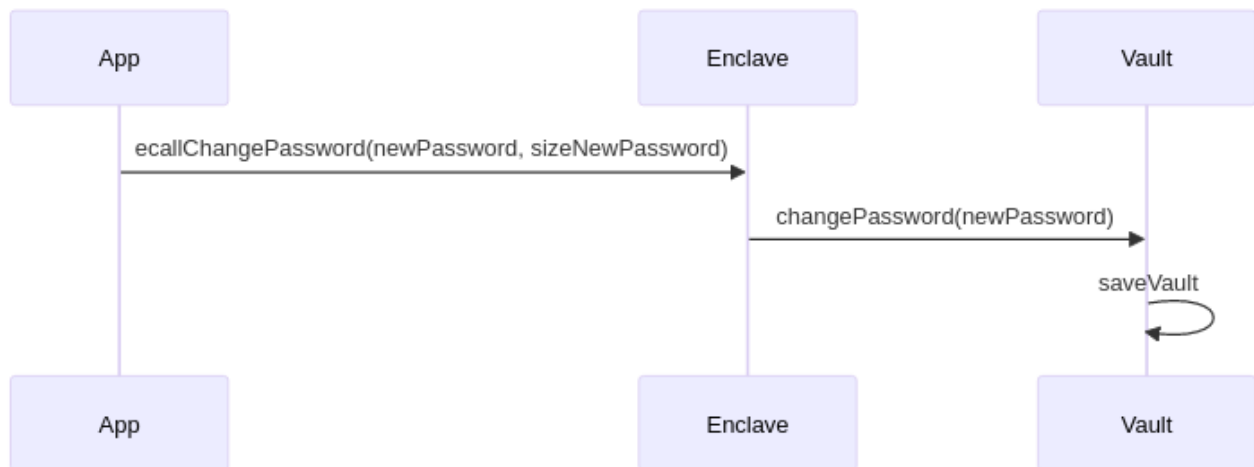 App
Enclave
Vault
ecallChangePassword(newPassword, sizeNewPassword)
changePassword(newPassword)
saveVault
App
Enclave
Vault